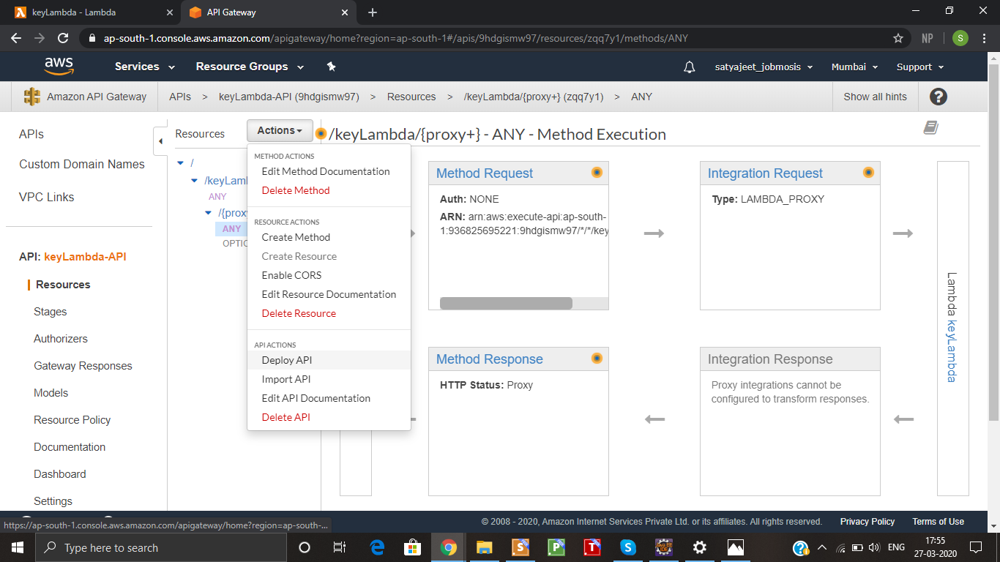 keyLambda - Lambda
API Gateway
ap-south-1.console.aws.amazon.com/apigateway/home?region=ap-south-1#/apis/9hdgismw97/resources/zqq7y1/methods/ANY
NP
S
aws
Services
Resource Groups
satyajeet_jobmosis
Mumbai
Support
Amazon API Gateway
APIs > keyLambda-API (9hdgismw97) > Resources > /keyLambda/{proxy+} (zqq7y1) > ANY
Show all hints
?
APIs
Custom Domain Names
VPC Links
API: keyLambda-API
Resources
Stages
Authorizers
Gateway Responses
Models
Resource Policy
Documentation
Dashboard
Settings
Resources
Actions
/
/keyLamb
ANY
/{prox
ANY
OPTIO
METHOD ACTIONS
Edit Method Documentation
Delete Method
RESOURCE ACTIONS
Create Method
Create Resource
Enable CORS
Edit Resource Documentation
Delete Resource
API ACTIONS
Deploy API
Import API
Edit API Documentation
Delete API
/keyLambda/{proxy+} - ANY - Method Execution
Method Request
Auth: NONE
ARN: arn:aws:execute-api:ap-south-
1:936825695221:9hdgismw97/*/*/key
Integration Request
Type: LAMBDA_PROXY
Lambda keyLambda
Method Response
HTTP Status: Proxy
Integration Response
Proxy integrations cannot be
configured to transform responses.
https://ap-south-1.console.aws.amazon.com/apigateway/home?region=ap-south-...
© 2008 - 2020, Amazon Internet Services Private Ltd. or its affiliates. All rights reserved.
Privacy Policy
Terms of Use
Type here to search
ENG
17:55
27-03-2020